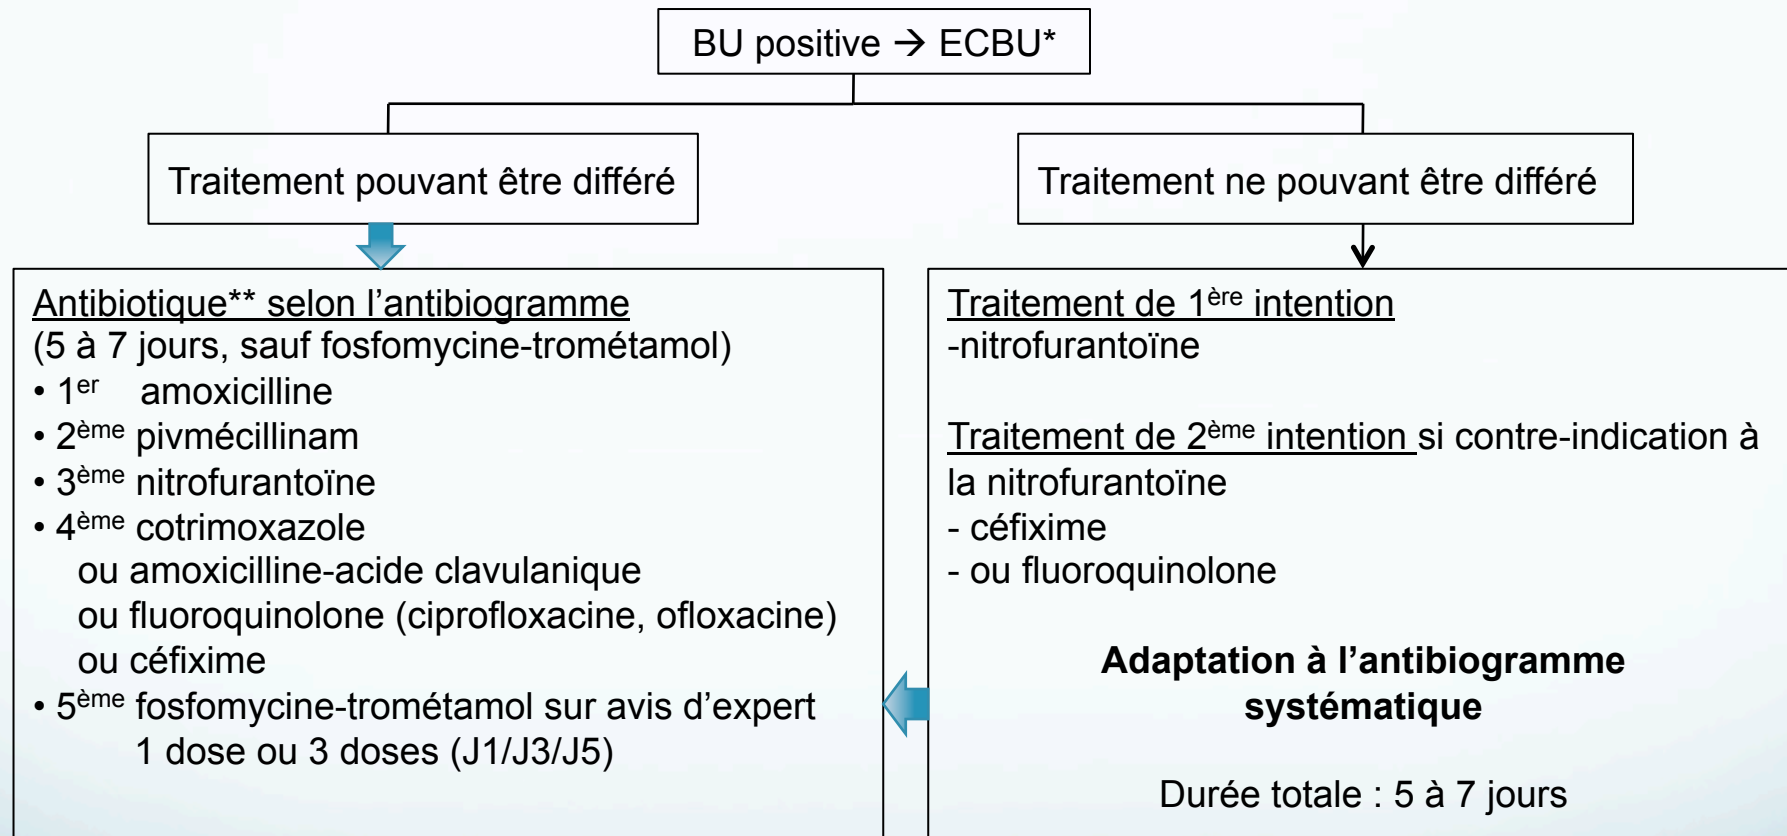 BU positive → ECBU*
Traitement pouvant être différé
Traitement ne pouvant être différé
Antibiotique** selon l’antibiogramme
(5 à 7 jours, sauf fosfomycine-trométamol)
• 1er amoxicilline
• 2ème pivmécillinam
• 3ème nitrofurantoïne
• 4ème cotrimoxazole
ou amoxicilline-acide clavulanique
ou fluoroquinolone (ciprofloxacine, ofloxacine)
ou céfixime
• 5ème fosfomycine-trométamol sur avis d’expert
1 dose ou 3 doses (J1/J3/J5)
Traitement de 1ère intention
-nitrofurantoïne
Traitement de 2ème intention si contre-indication à
la nitrofurantoïne
- céfixime
- ou fluoroquinolone
Adaptation à l’antibiogramme
systématique
Durée totale : 5 à 7 jours